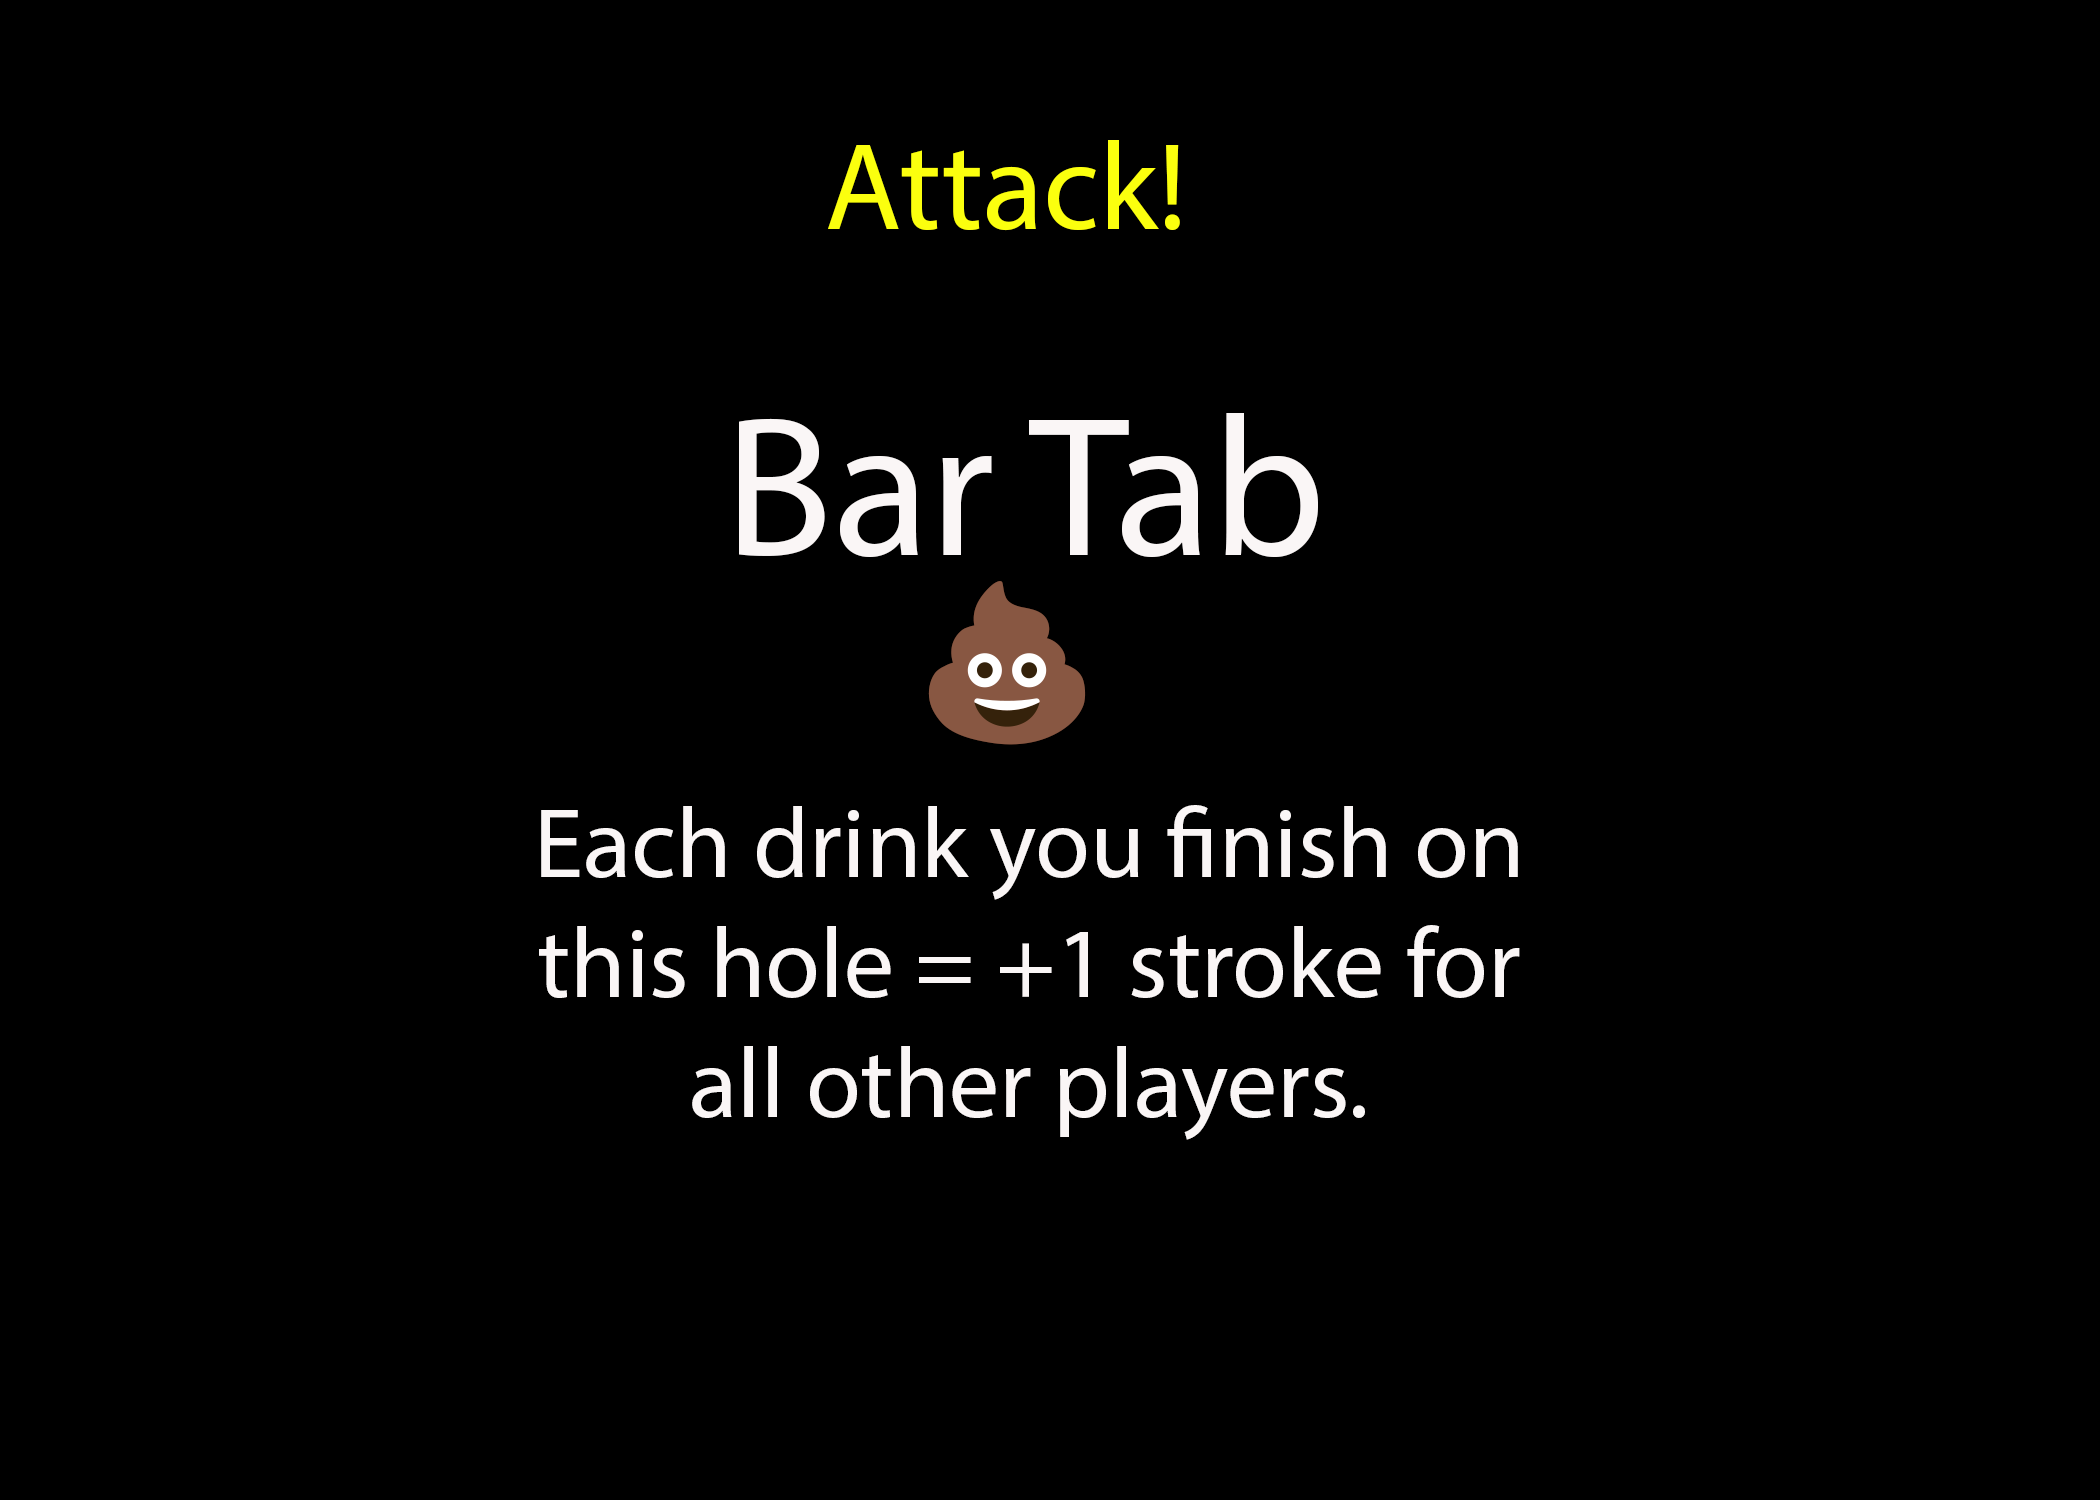 Attack!
Bar Tab
Each drink you finish on
this hole = +1 stroke for
all other players.